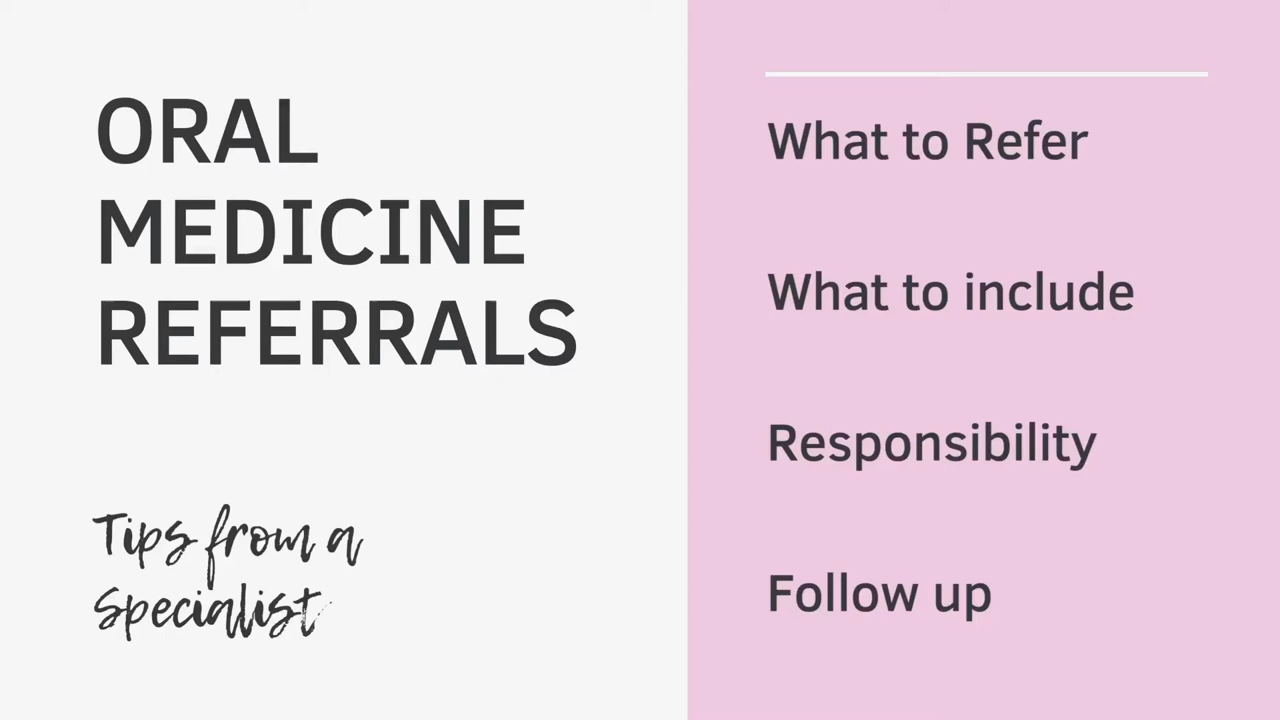 ORAL
MEDICINE
REFERRALS
Tips from a
Specialist
What to Refer
What to include
Responsibility
Follow up